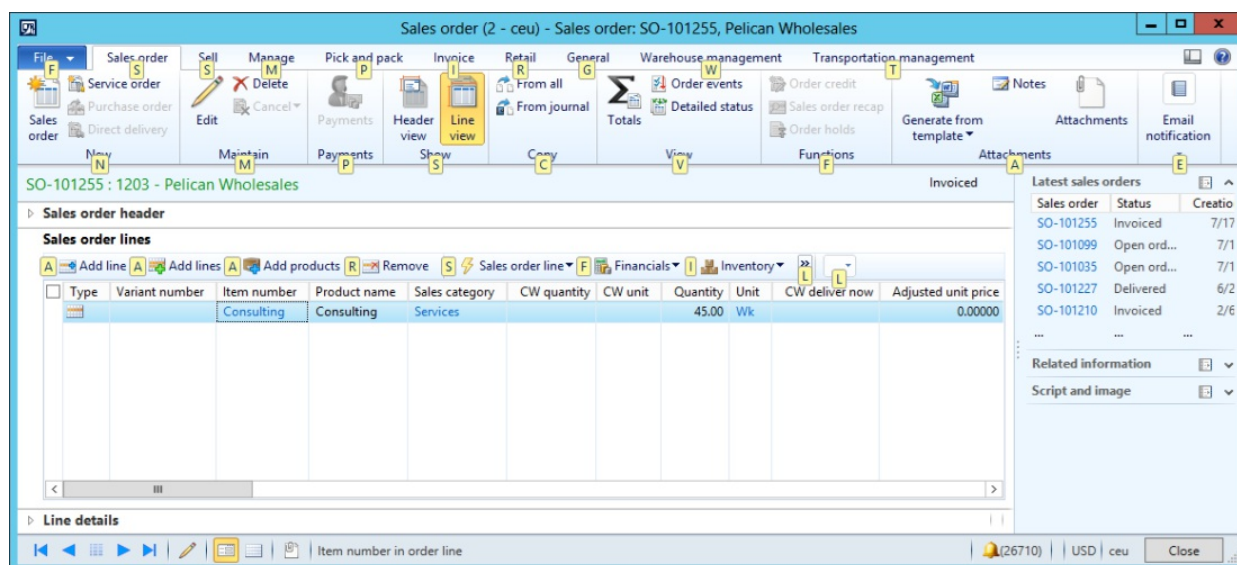 Sales order (2 - ceu) - Sales order: SO-101255, Pelican Wholesales
File Sales order Sell Manage Pick and pack Invoice Retail General Warehouse management Transportation management
F S S M P I R G W T
Service order Delete From all Order events Order credit Notes
Purchase order Cancel From journal Detailed status Sales order recap
Direct delivery Order holds
Sales order Edit Payments Header view Line view Totals Generate from template Attachments Email notification
New Maintain Payments Show Copy View Functions Attachments
N M P S C V F A E
SO-101255 : 1203 - Pelican Wholesales Invoiced
Sales order header
Sales order lines
A Add line A Add lines A Add products R Remove S Sales order line F Financials I Inventory L L
Type Variant number Item number Product name Sales category CW quantity CW unit Quantity Unit CW deliver now Adjusted unit price
Consulting Consulting Services 45.00 Wk 0.00000
Line details
Latest sales orders
Sales order Status Creatio
SO-101255 Invoiced 7/17
SO-101099 Open ord... 7/1
SO-101035 Open ord... 7/1
SO-101227 Delivered 6/2
SO-101210 Invoiced 2/6
... ... ...
Related information
Script and image
Item number in order line (26710) USD ceu Close